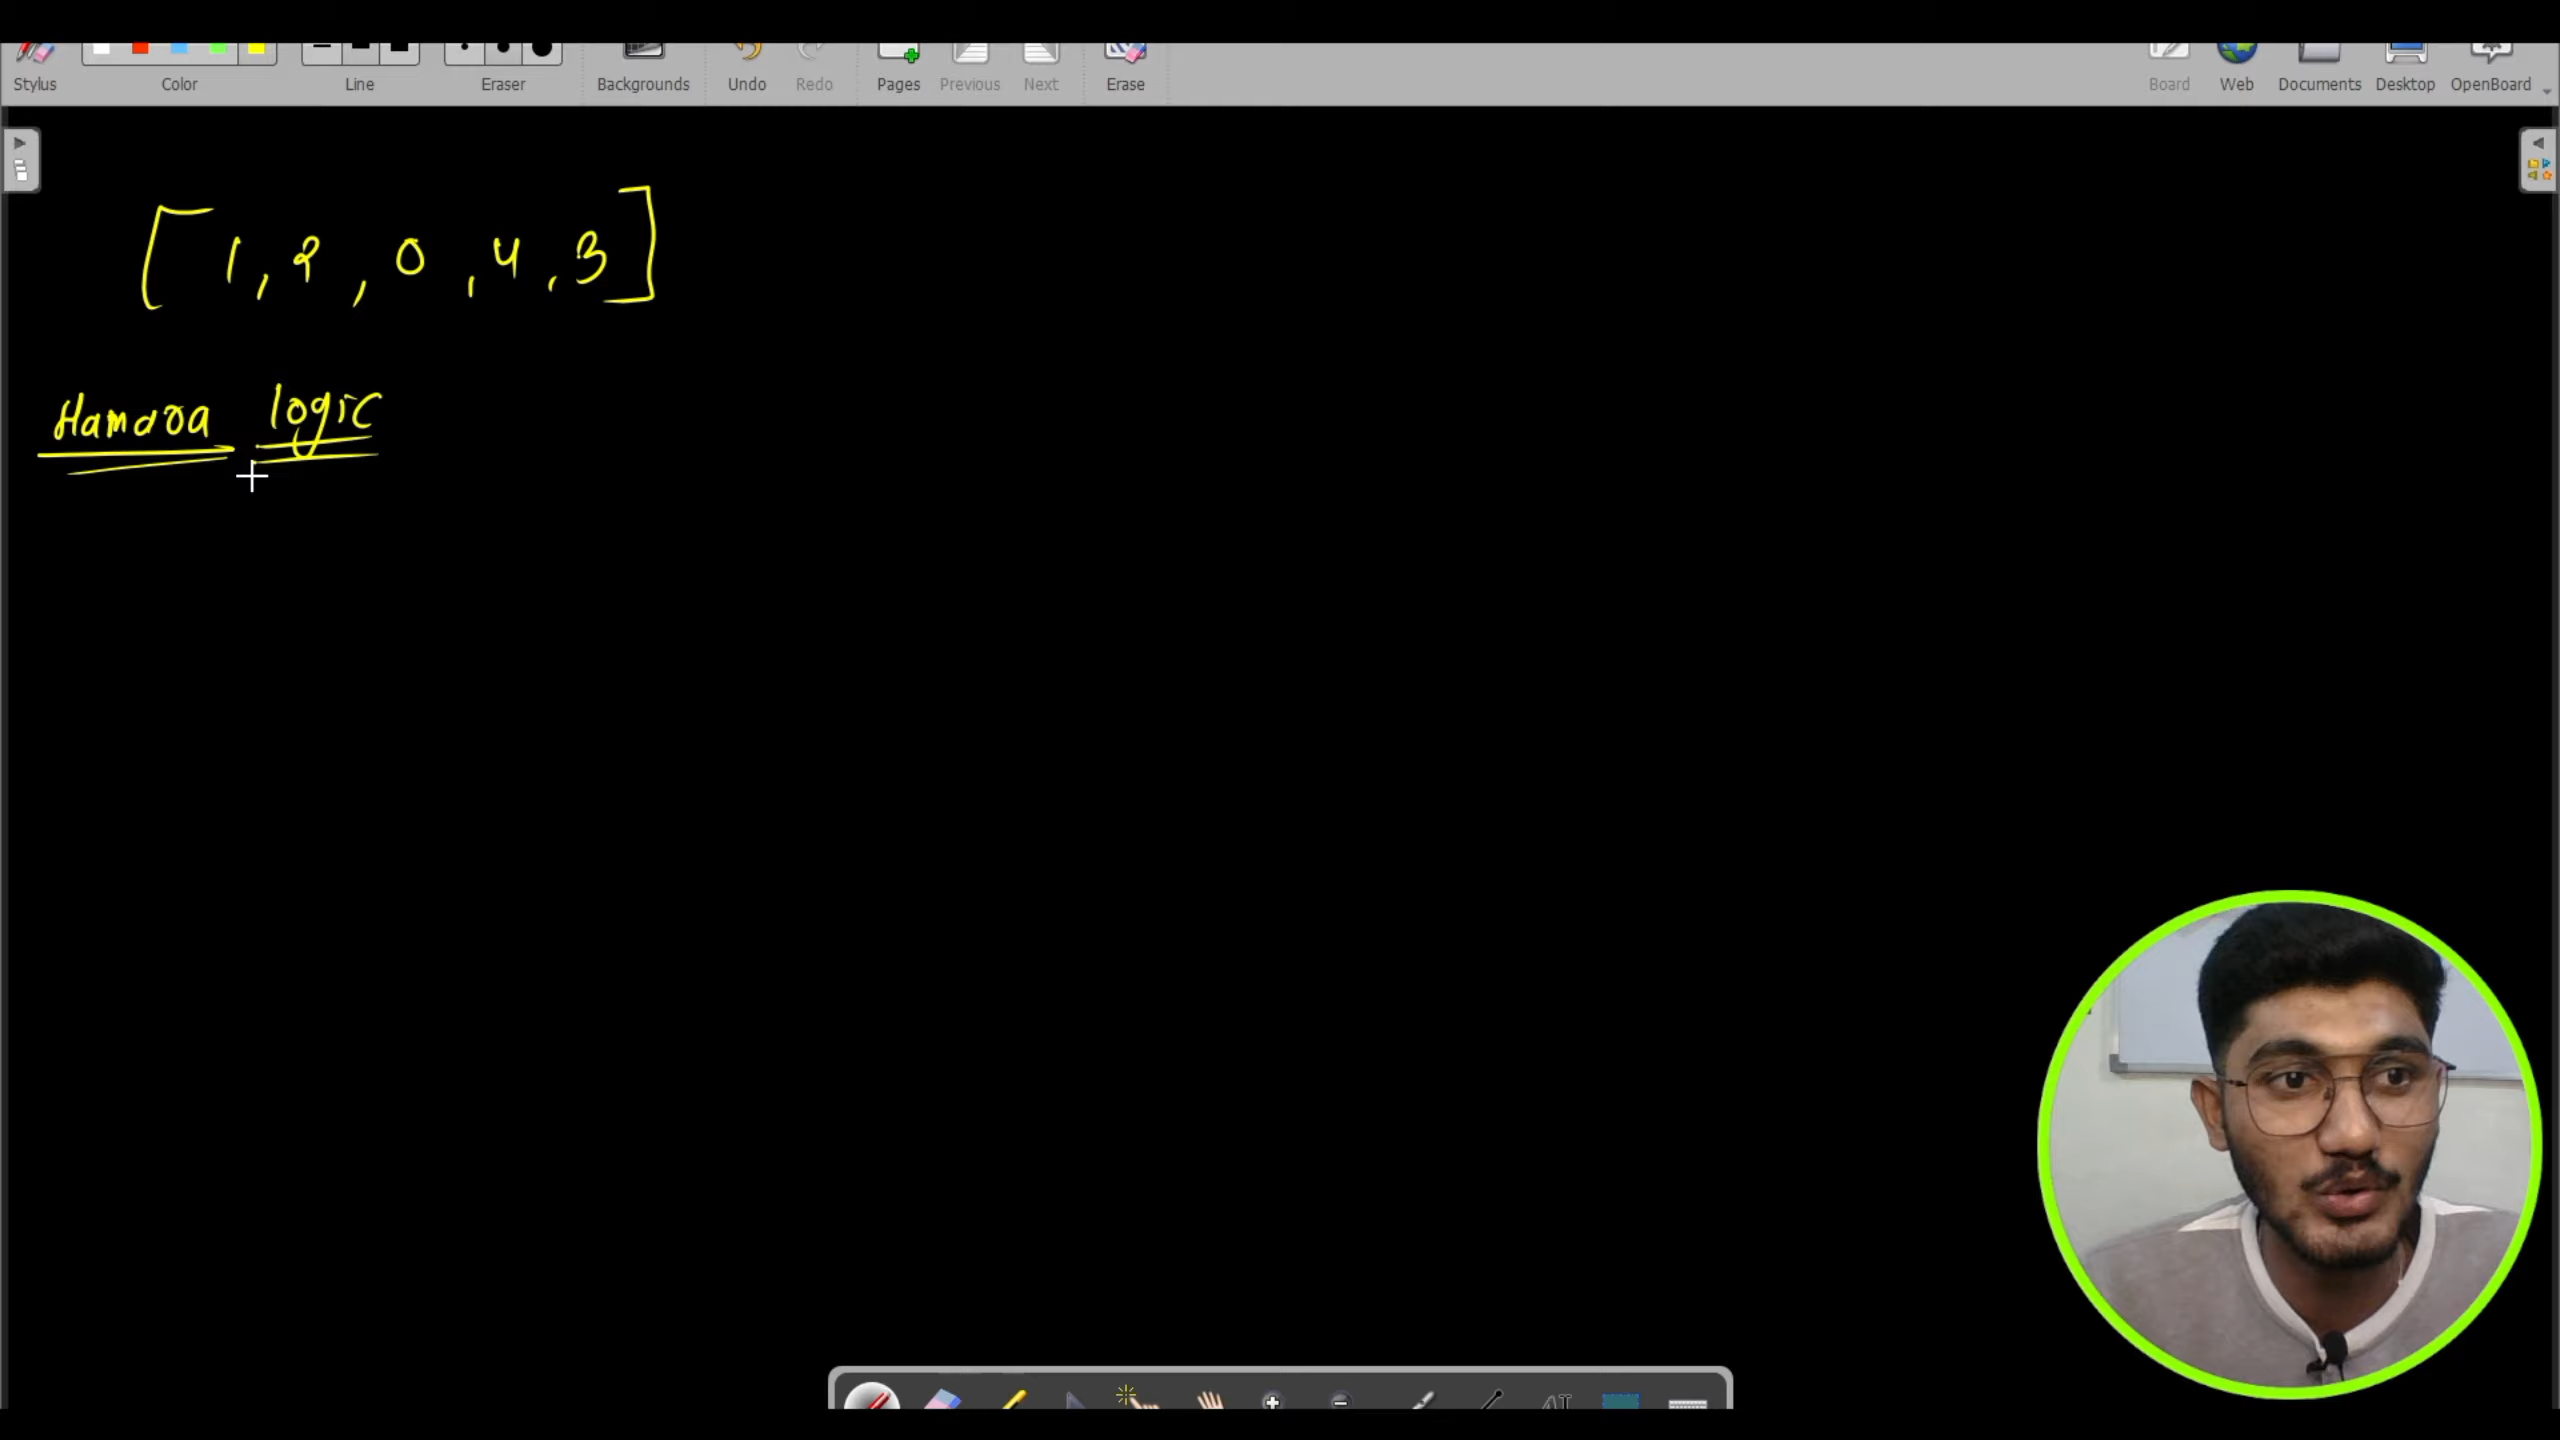 Stylus Color Line Eraser Backgrounds Undo Redo Pages Previous Next Erase Board Web Documents Desktop OpenBoard
[ 1, 2, 0, 4, 3 ]
logic